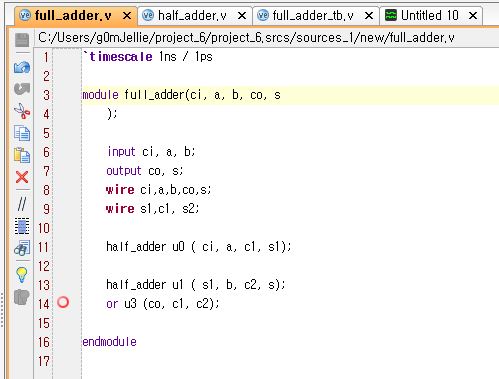 full_adder.v × half_adder.v × full_adder_tb.v × Untitled 10 ×
C:/Users/g0mJellie/project_6/project_6.srcs/sources_1/new/full_adder.v
1 `timescale 1ns / 1ps
2
3 module full_adder(ci, a, b, co, s
4 );
5
6 input ci, a, b;
7 output co, s;
8 wire ci,a,b,co,s;
9 wire s1,c1, s2;
10
11 half_adder u0 ( ci, a, c1, s1);
12
13 half_adder u1 ( s1, b, c2, s);
14 or u3 (co, c1, c2);
15
16 endmodule
17